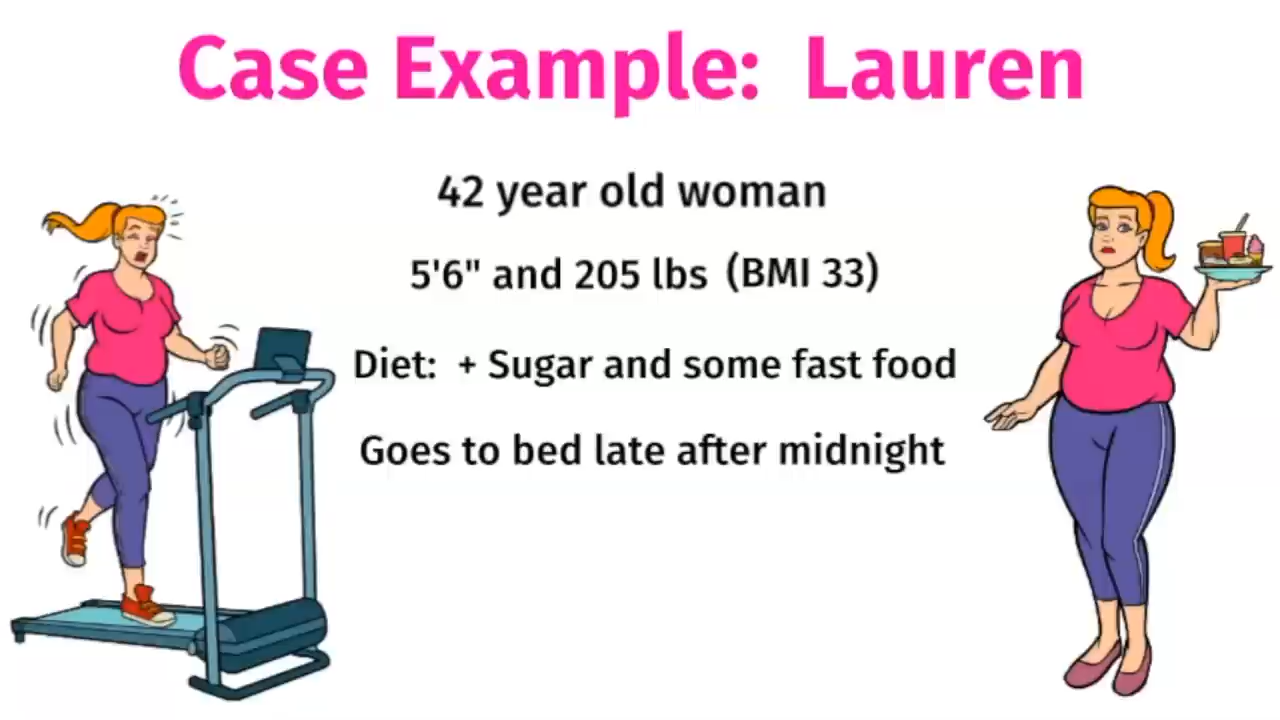 Case Example: Lauren
42 year old woman
5'6" and 205 lbs (BMI 33)
Diet: + Sugar and some fast food
Goes to bed late after midnight